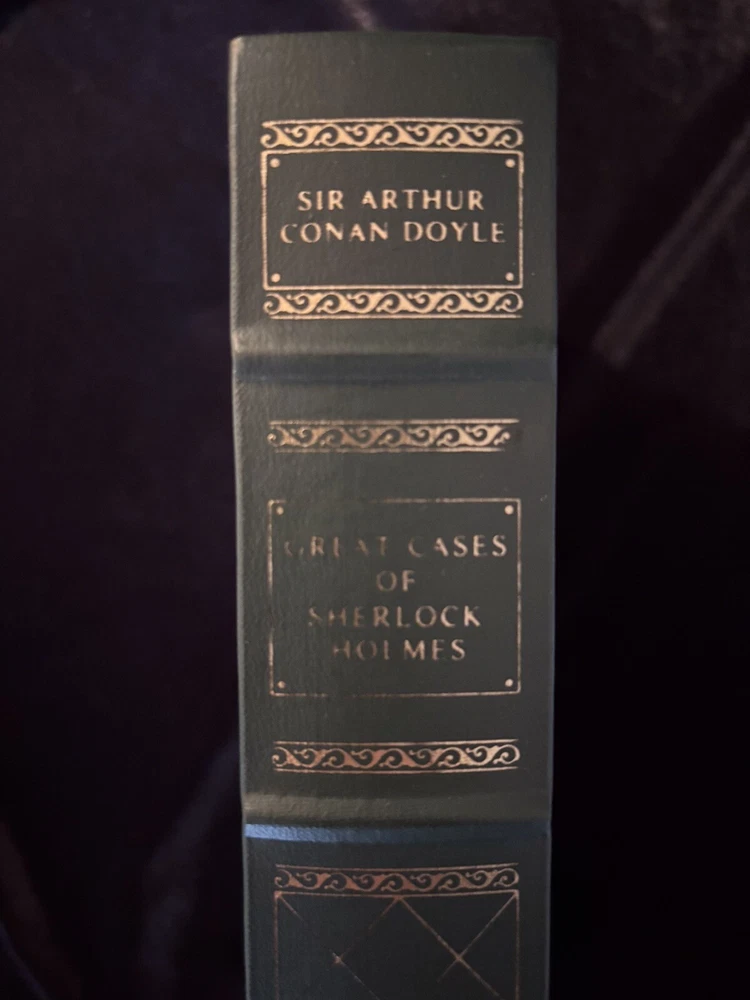 SIR ARTHUR
CONAN DOYLE
GREAT CASES
OF
SHERLOCK
HOLMES